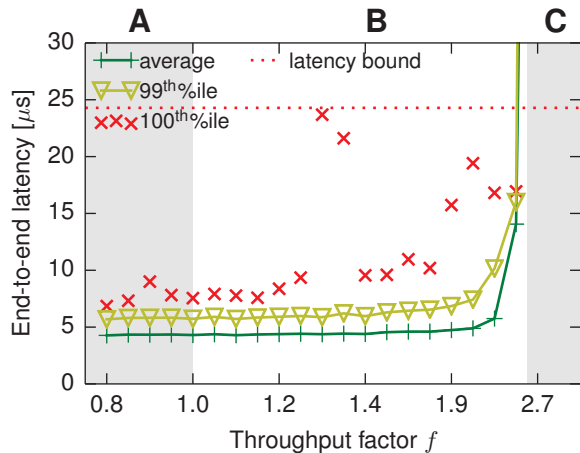 A B C
30
25
20
15
10
5
0
End-to-end latency [μs]
average
latency bound
99th%ile
100th%ile
0.8 1.0 1.2 1.4 1.9 2.7
Throughput factor f